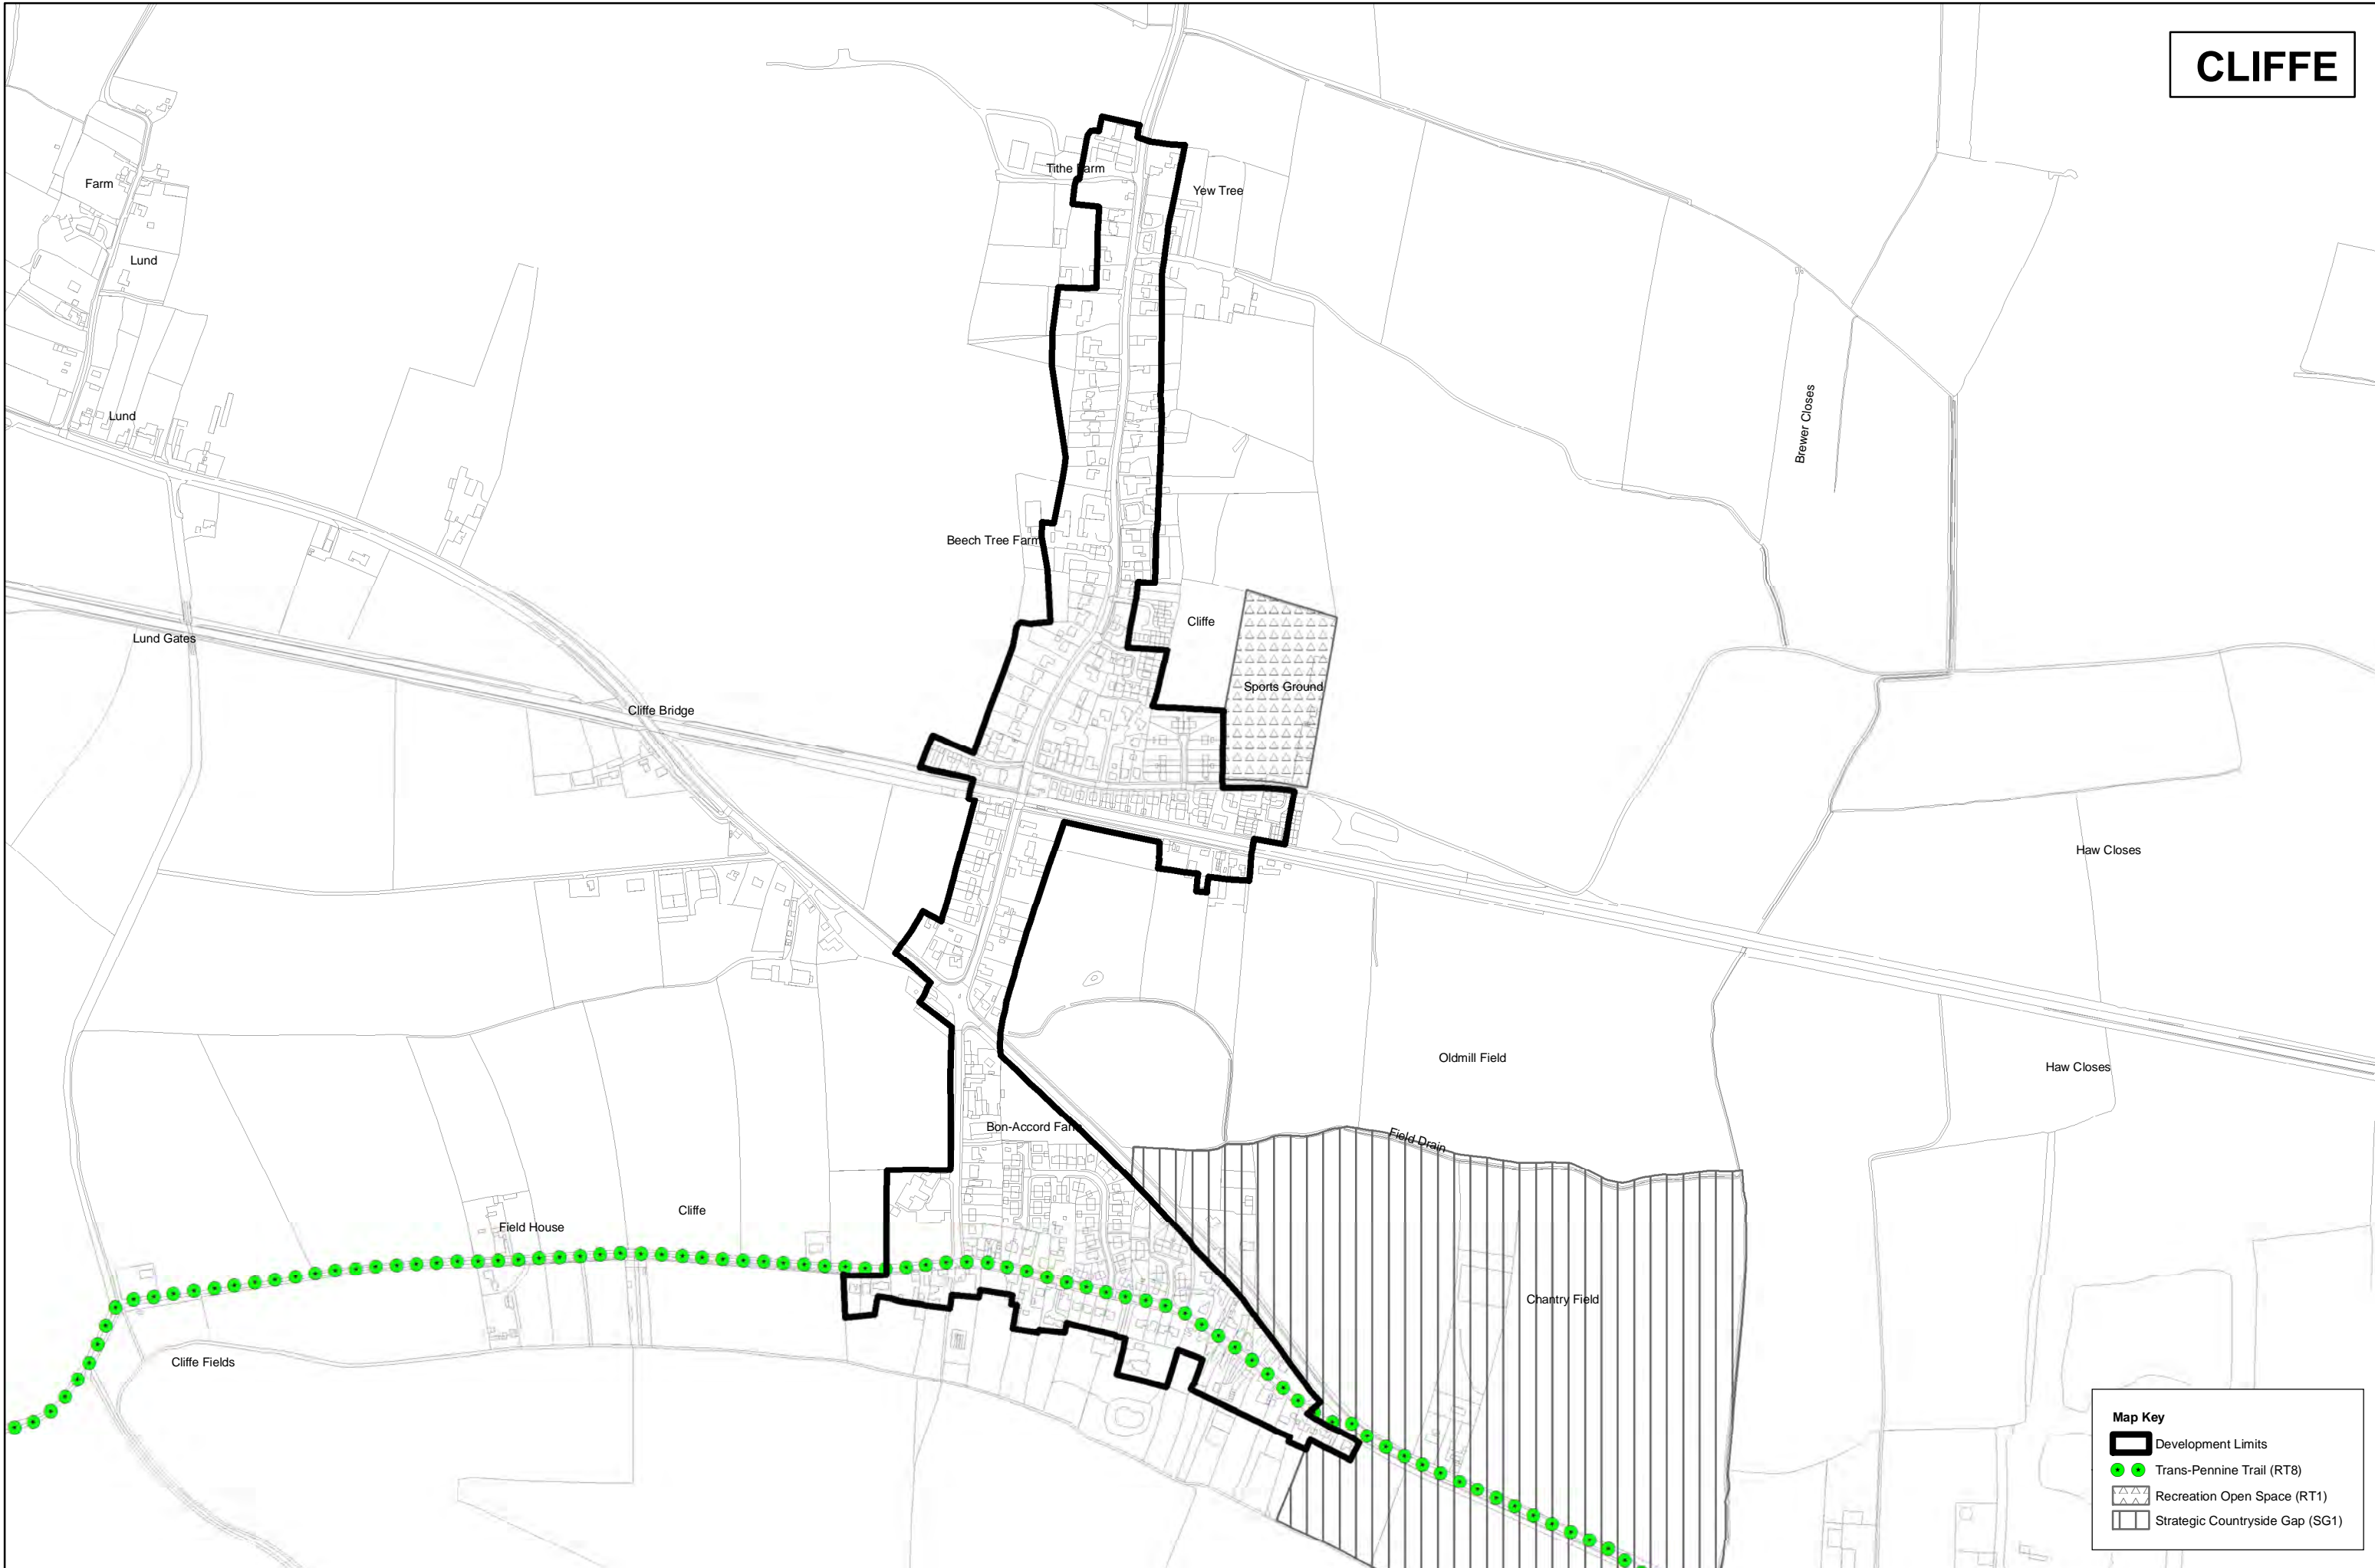 CLIFFE
Tithe Farm
Farm
Yew Tree
Lund
Brewer Closes
Lund
Beech Tree Farm
Cliffe
Lund Gates
Sports Ground
Cliffe Bridge
Haw Closes
Oldmill Field
Haw Closes
Bon-Accord Farm
Field Drain
Cliffe
Field House
Chantry Field
Cliffe Fields
Map Key
Development Limits
Trans-Pennine Trail (RT8)
Recreation Open Space (RT1)
Strategic Countryside Gap (SG1)